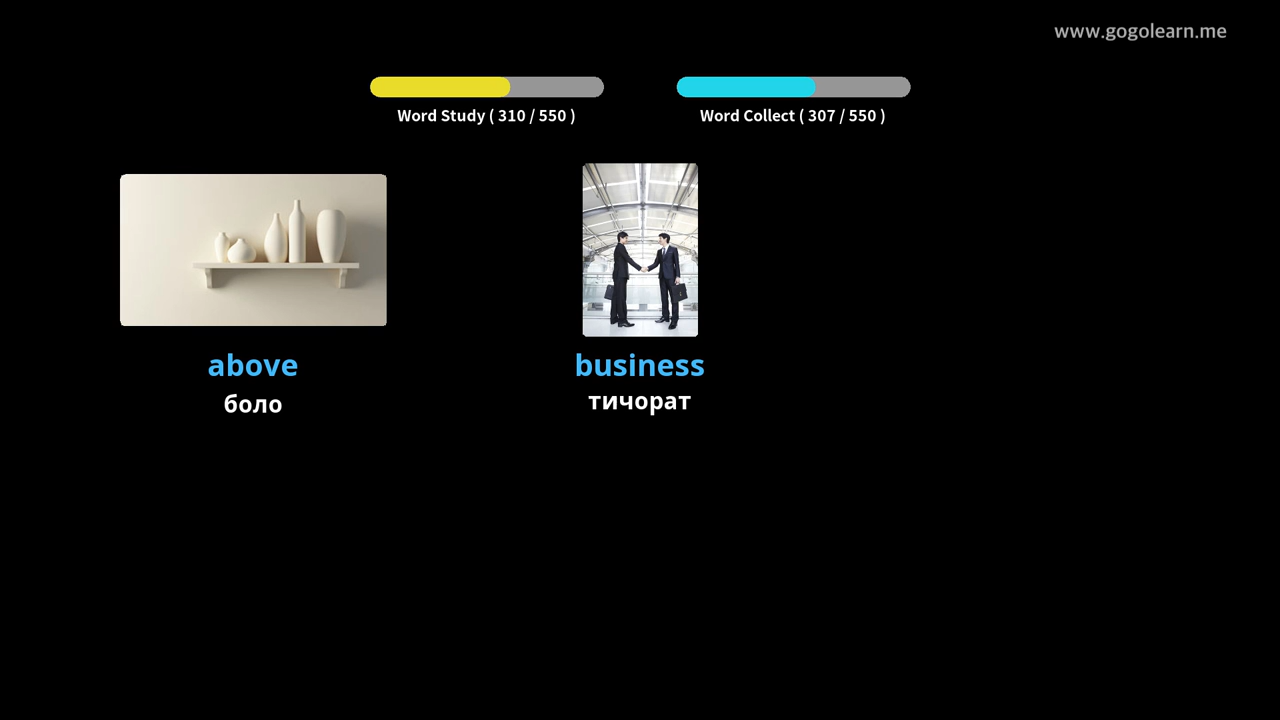 www.gogolearn.me
Word Study ( 310 / 550 )
Word Collect ( 307 / 550 )
above
боло
business
тичорат